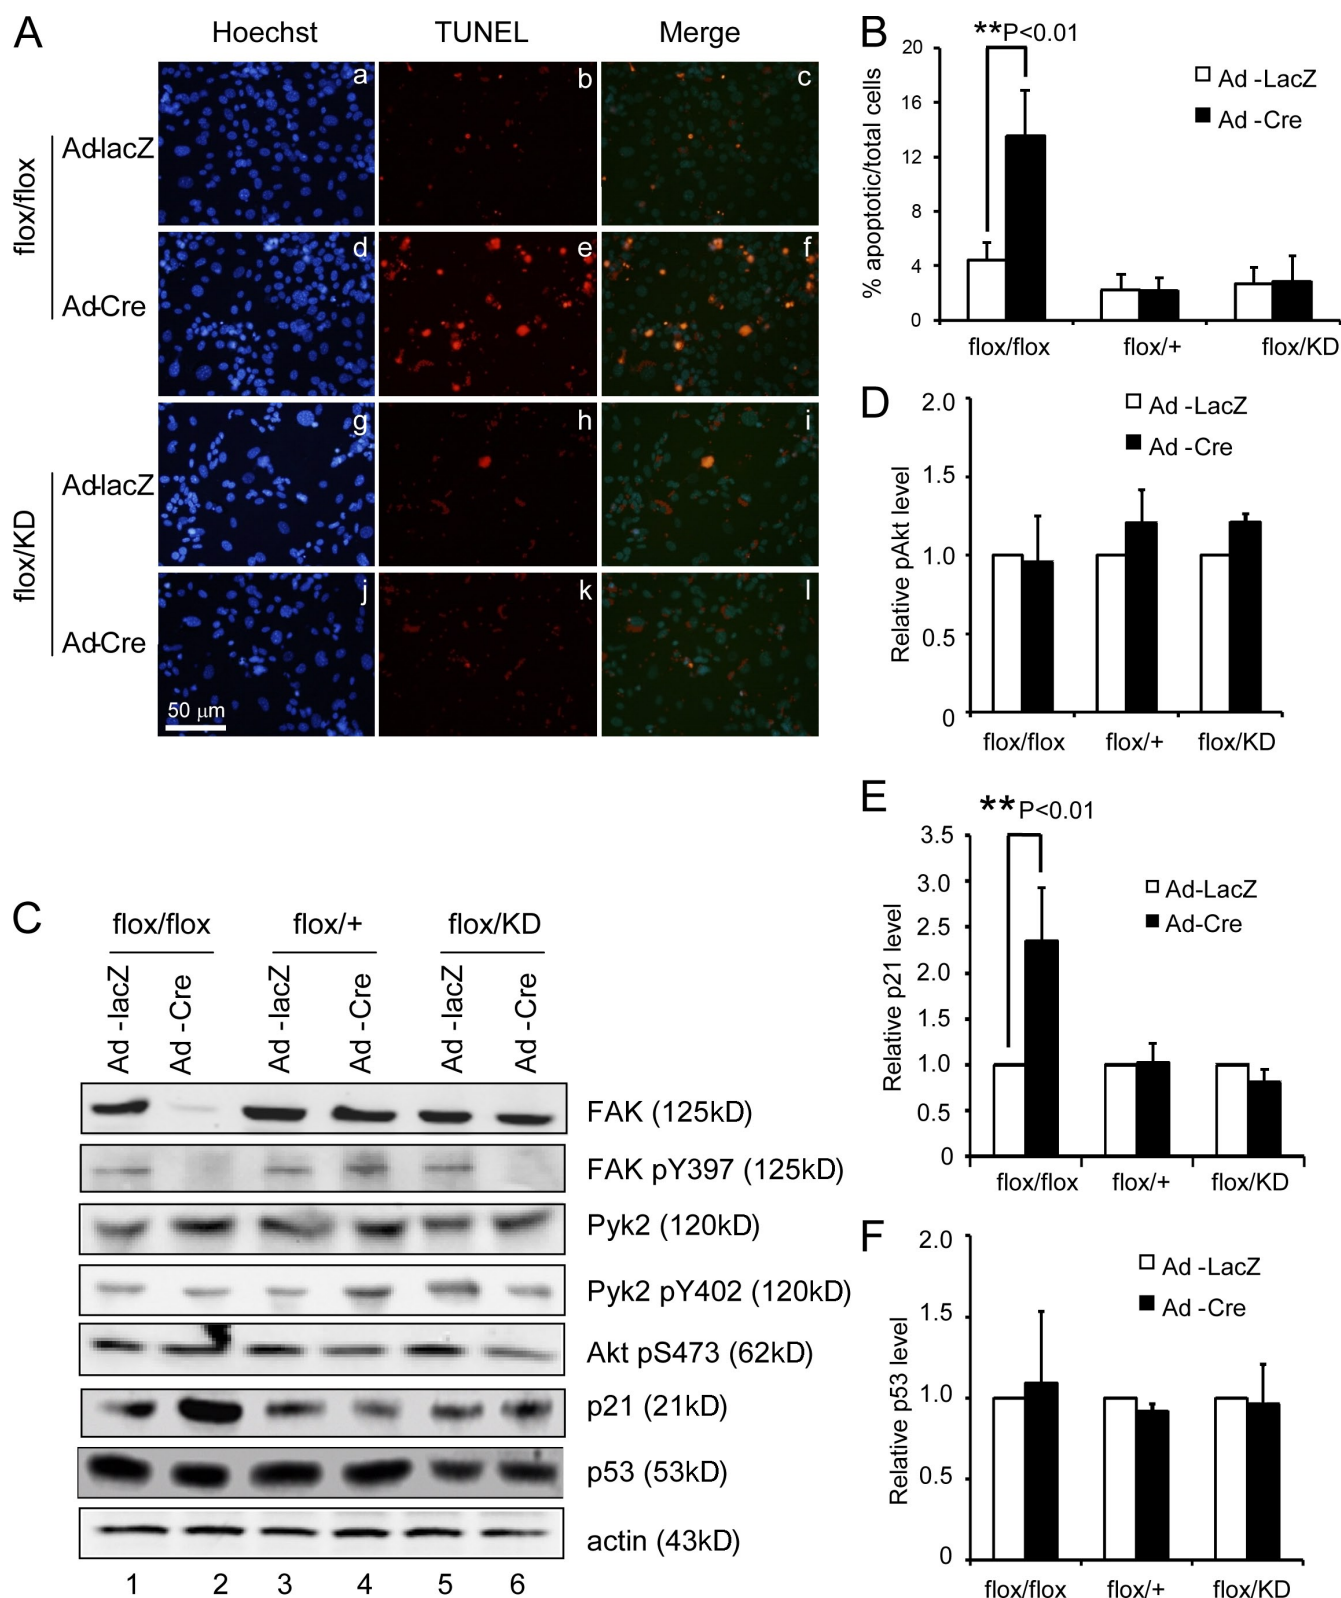 A
Hoechst TUNEL Merge
flox/flox
Ad-lacZ
a b c
Ad-Cre
d e f
flox/KD
Ad-lacZ
g h i
Ad-Cre
j k l
50 μm
B
**P<0.01
Ad -LacZ
Ad -Cre
% apoptotic/total cells
20
16
12
8
4
0
flox/flox flox/+ flox/KD
C
flox/flox flox/+ flox/KD
Ad -lacZ Ad -Cre Ad -lacZ Ad -Cre Ad -lacZ Ad -Cre
FAK (125kD)
FAK pY397 (125kD)
Pyk2 (120kD)
Pyk2 pY402 (120kD)
Akt pS473 (62kD)
p21 (21kD)
p53 (53kD)
actin (43kD)
1 2 3 4 5 6
D
Ad -LacZ
Ad -Cre
Relative pAkt level
2.0
1.5
1.0
0.5
0
flox/flox flox/+ flox/KD
E
**P<0.01
Ad-LacZ
Ad-Cre
Relative p21 level
3.5
3.0
2.5
2.0
1.5
1.0
0.5
0
flox/flox flox/+ flox/KD
F
Ad -LacZ
Ad -Cre
Relative p53 level
2.0
1.5
1.0
0.5
0
flox/flox flox/+ flox/KD